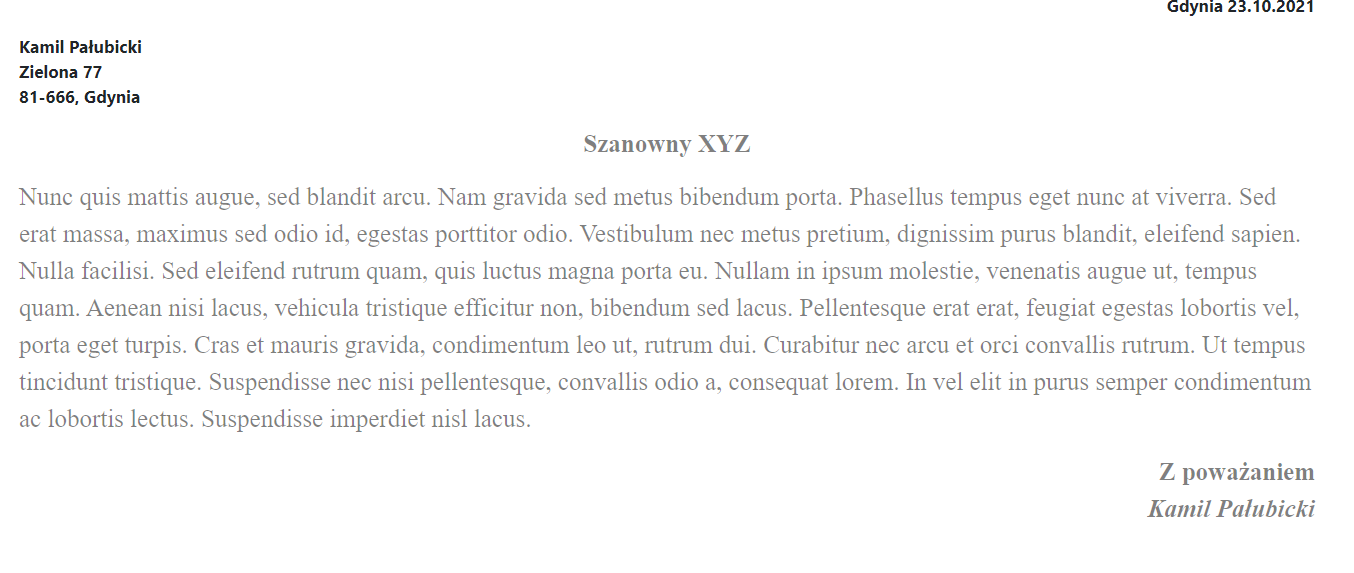 Gdynia 23.10.2021
Kamil Pałubicki
Zielona 77
81-666, Gdynia
Szanowny XYZ
Nunc quis mattis augue, sed blandit arcu. Nam gravida sed metus bibendum porta. Phasellus tempus eget nunc at viverra. Sed
erat massa, maximus sed odio id, egestas porttitor odio. Vestibulum nec metus pretium, dignissim purus blandit, eleifend sapien.
Nulla facilisi. Sed eleifend rutrum quam, quis luctus magna porta eu. Nullam in ipsum molestie, venenatis augue ut, tempus
quam. Aenean nisi lacus, vehicula tristique efficitur non, bibendum sed lacus. Pellentesque erat erat, feugiat egestas lobortis vel,
porta eget turpis. Cras et mauris gravida, condimentum leo ut, rutrum dui. Curabitur nec arcu et orci convallis rutrum. Ut tempus
tincidunt tristique. Suspendisse nec nisi pellentesque, convallis odio a, consequat lorem. In vel elit in purus semper condimentum
ac lobortis lectus. Suspendisse imperdiet nisl lacus.
Z poważaniem
Kamil Pałubicki